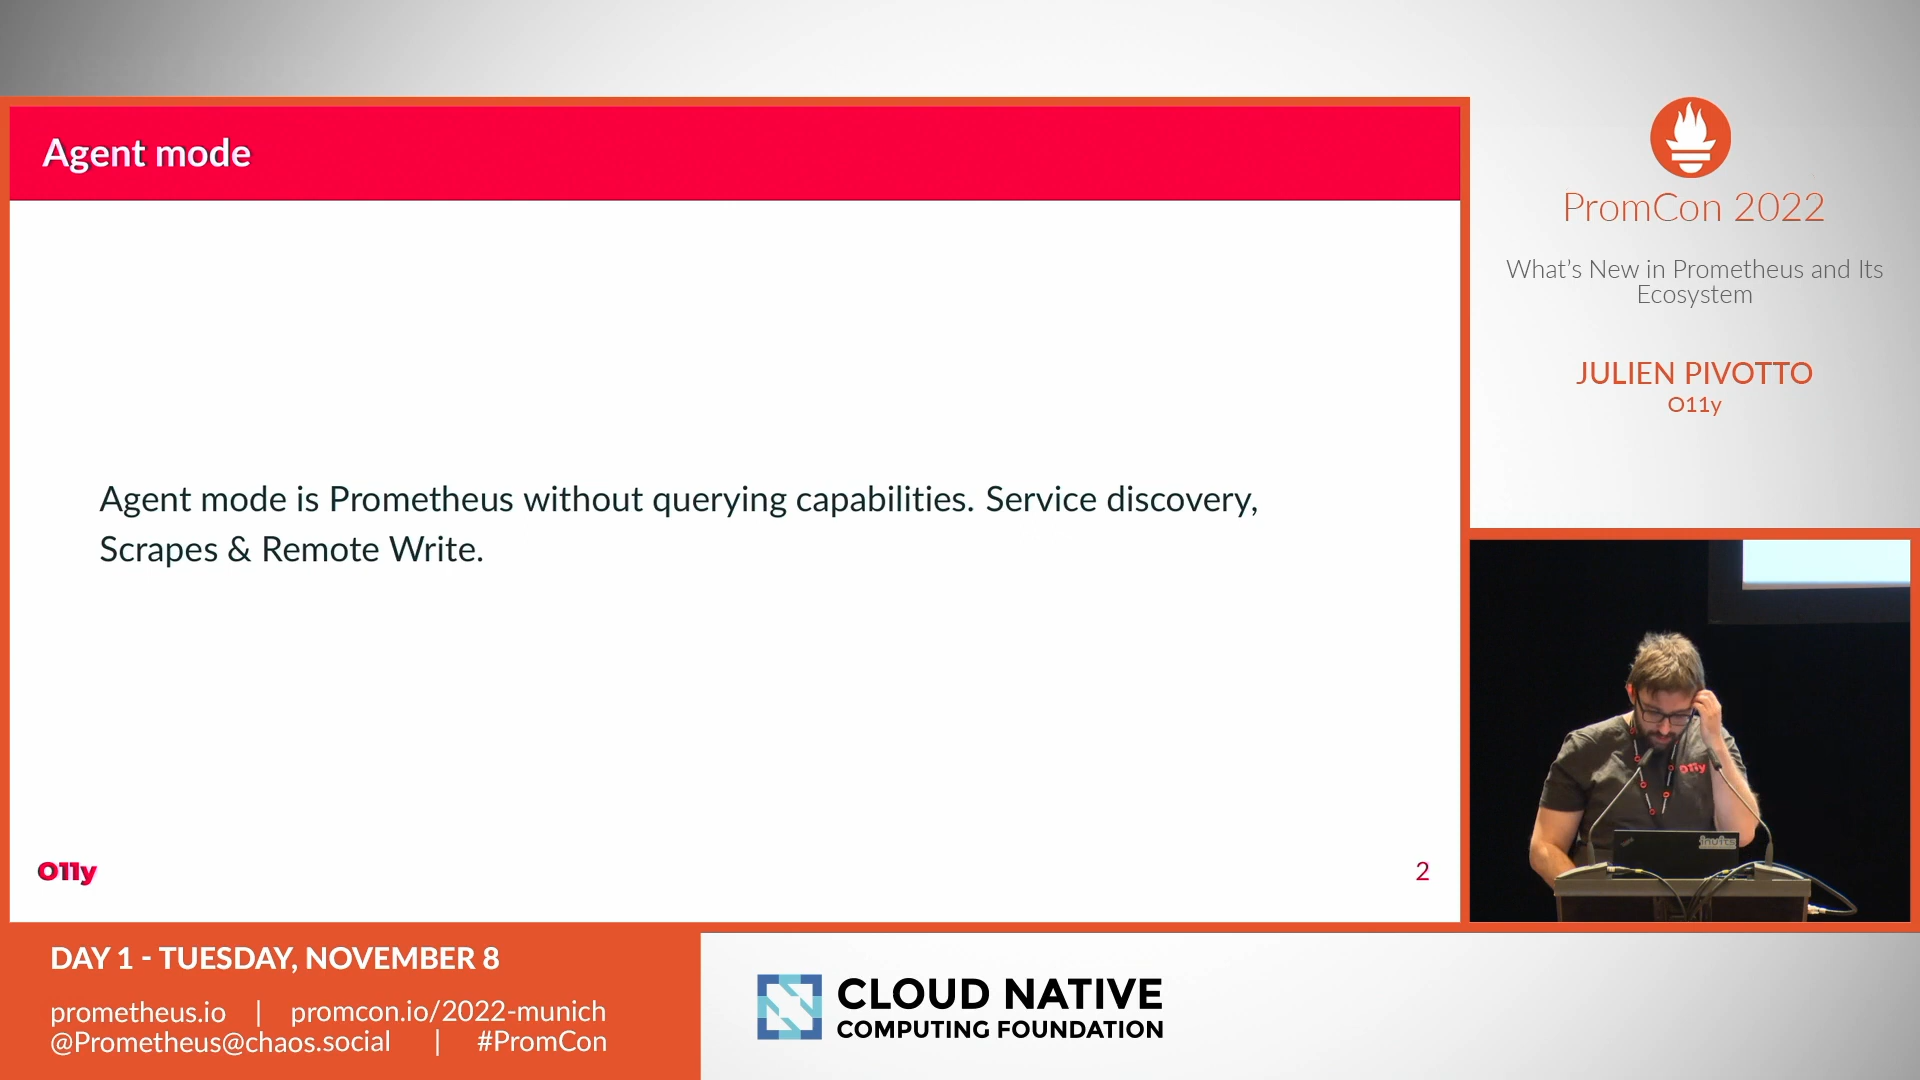 Agent mode
Agent mode is Prometheus without querying capabilities. Service discovery,
Scrapes & Remote Write.
O11y
2
PromCon 2022
What's New in Prometheus and Its
Ecosystem
JULIEN PIVOTTO
O11y
O11y
inuits
DAY 1 - TUESDAY, NOVEMBER 8
prometheus.io | promcon.io/2022-munich
@Prometheus@chaos.social | #PromCon
CLOUD NATIVE
COMPUTING FOUNDATION